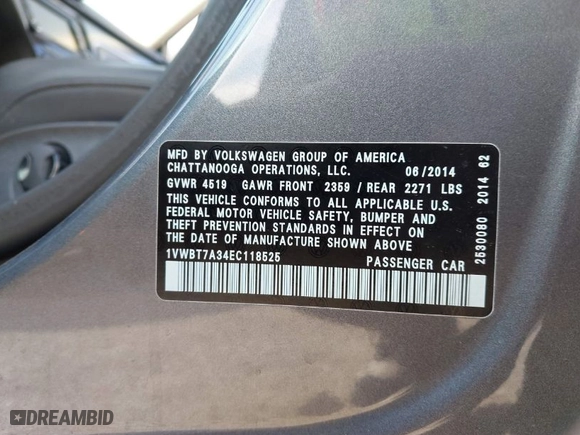 MFD BY VOLKSWAGEN GROUP OF AMERICA
CHATTANOOGA OPERATIONS, LLC. 06/2014
GVWR 4519 GAWR FRONT 2359 / REAR 2271 LBS
THIS VEHICLE CONFORMS TO ALL APPLICABLE U.S.
FEDERAL MOTOR VEHICLE SAFETY, BUMPER AND
THEFT PREVENTION STANDARDS IN EFFECT ON
THE DATE OF MANUFACTURE SHOWN ABOVE
1VWBT7A34EC118525 PASSENGER CAR
2530080 2014 62
DREAMBID